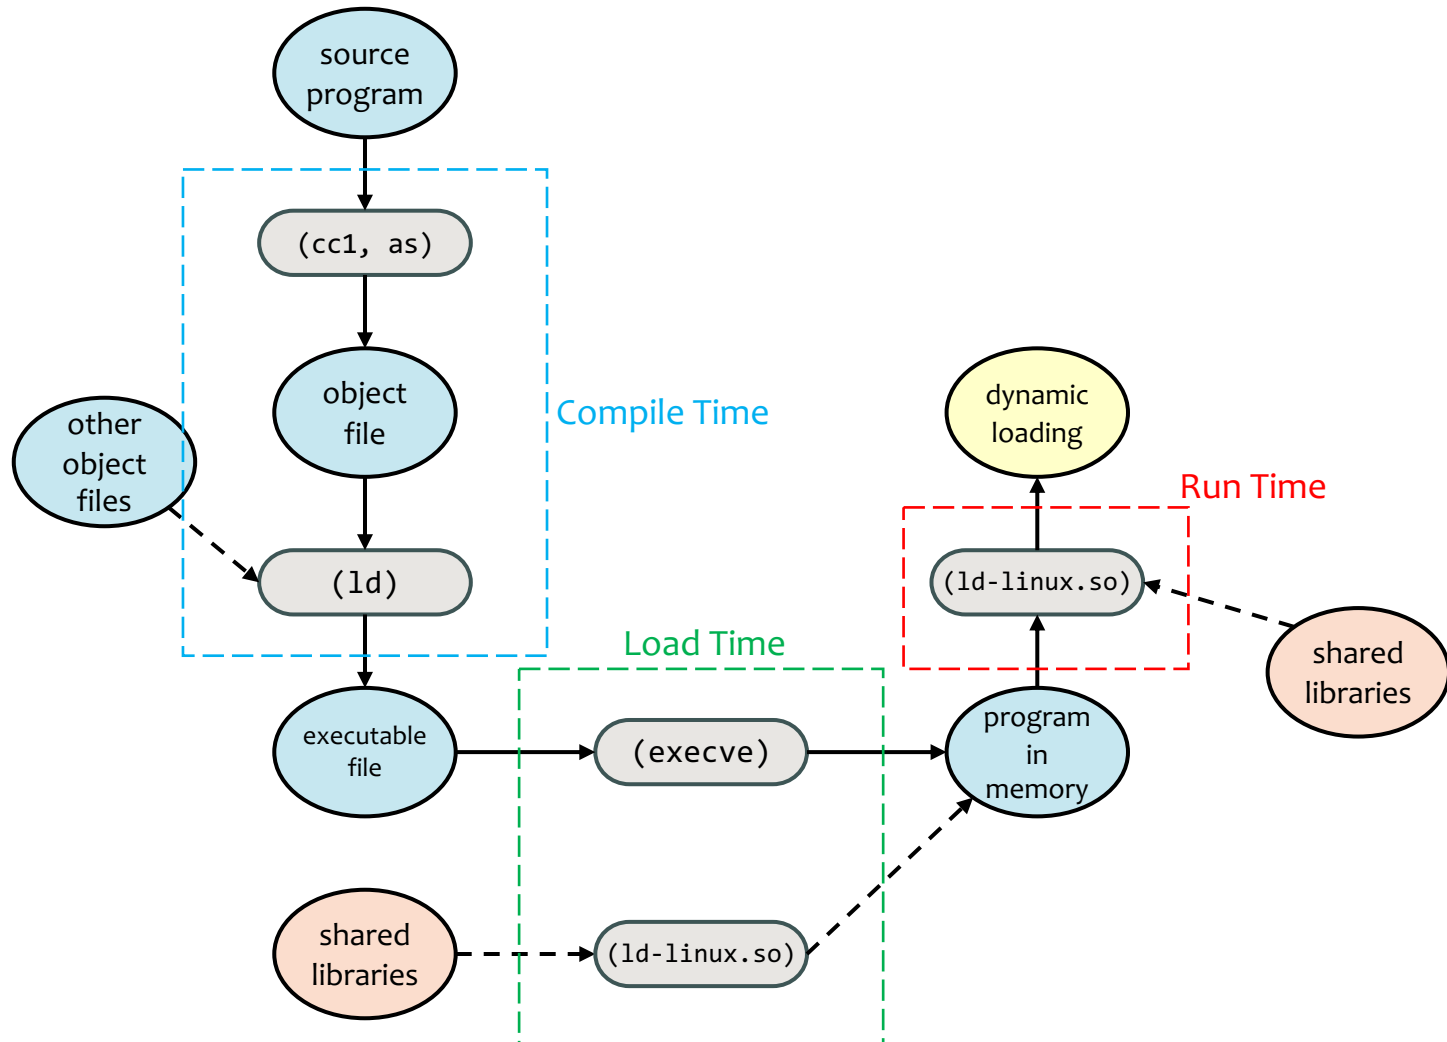 source
program
(cc1, as)
object
file
Compile Time
other
object
files
(ld)
dynamic
loading
Run Time
(ld-linux.so)
shared
libraries
Load Time
executable
file
(execve)
program
in
memory
shared
libraries
(ld-linux.so)